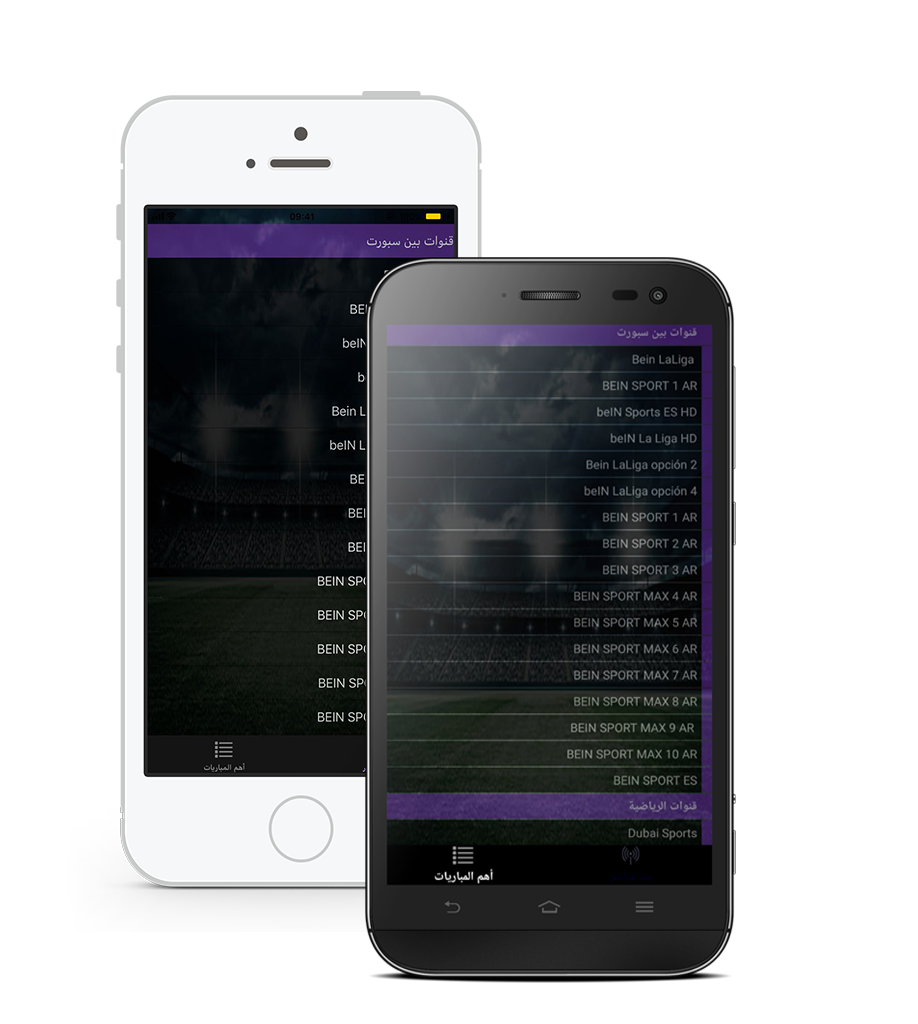 09:41
قنوات بين سبورت
BE
beIN
b
Bein L
beIN L
BE
BEI
BEI
BEIN SPO
BEIN SPO
BEIN SPO
BEIN SPO
BEIN SPO
أهم المباريات
قنوات بين سبورت
Bein LaLiga
BEIN SPORT 1 AR
beIN Sports ES HD
beIN La Liga HD
Bein LaLiga opción 2
beIN LaLiga opción 4
BEIN SPORT 1 AR
BEIN SPORT 2 AR
BEIN SPORT 3 AR
BEIN SPORT MAX 4 AR
BEIN SPORT MAX 5 AR
BEIN SPORT MAX 6 AR
BEIN SPORT MAX 7 AR
BEIN SPORT MAX 8 AR
BEIN SPORT MAX 9 AR
BEIN SPORT MAX 10 AR
BEIN SPORT ES
قنوات الرياضية
Dubai Sports
أهم المباريات